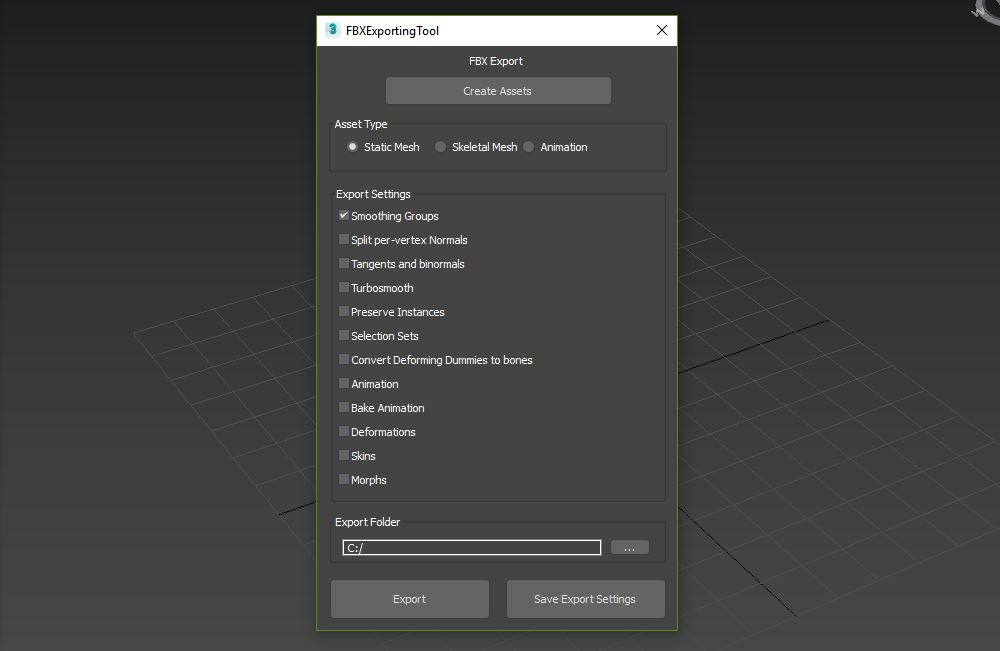 FBXExportingTool
FBX Export
Create Assets
Asset Type
Static Mesh Skeletal Mesh Animation
Export Settings
Smoothing Groups
Split per-vertex Normals
Tangents and binormals
Turbosmooth
Preserve Instances
Selection Sets
Convert Deforming Dummies to bones
Animation
Bake Animation
Deformations
Skins
Morphs
Export Folder
C:/ ...
Export Save Export Settings